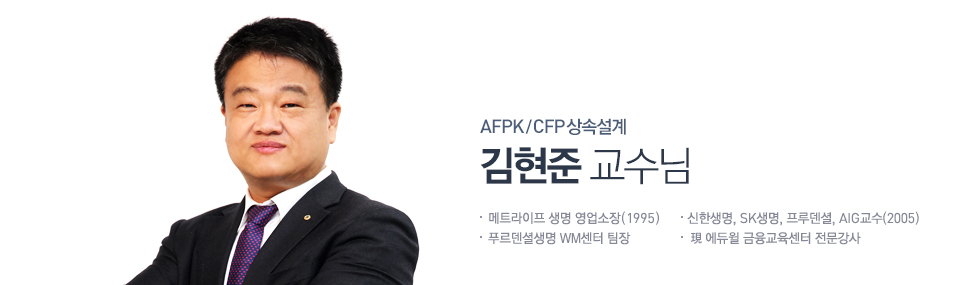 AFPK/CFP상속설계
김현준 교수님
· 메트라이프 생명 영업소장(1995)
· 신한생명, SK생명, 프루덴셜, AIG교수(2005)
· 푸르덴셜생명 WM센터 팀장
· 現 에듀윌 금융교육센터 전문강사